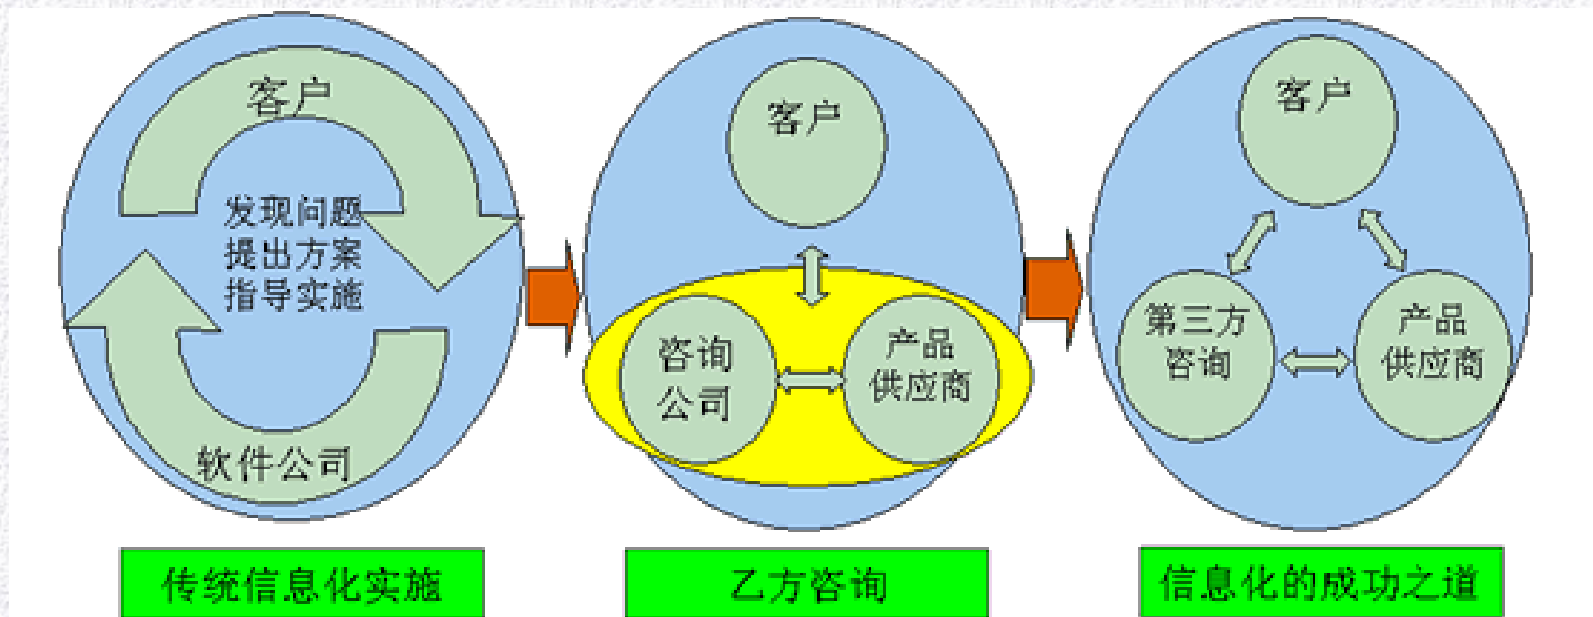 客户
发现问题
提出方案
指导实施
软件公司
传统信息化实施
客户
咨询
公司
产品
供应商
乙方咨询
客户
第三方
咨询
产品
供应商
信息化的成功之道